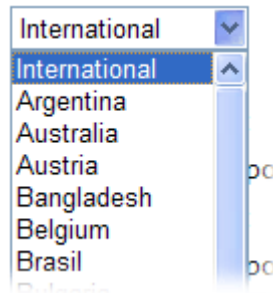 International
International
Argentina
Australia
Austria
Bangladesh
Belgium
Brasil